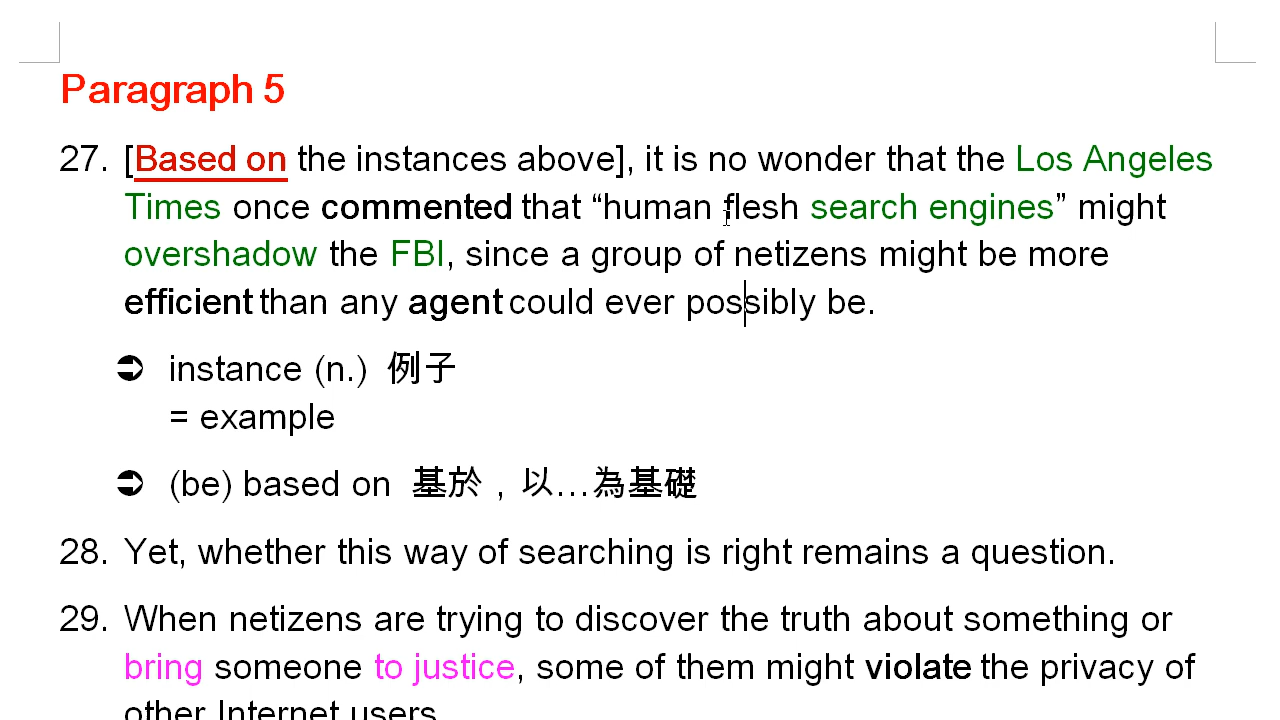 Paragraph 5
27. [Based on the instances above], it is no wonder that the Los Angeles
Times once commented that “human flesh search engines” might
overshadow the FBI, since a group of netizens might be more
efficient than any agent could ever possibly be.
➲ instance (n.) 例子
= example
➲ (be) based on 基於，以…為基礎
28. Yet, whether this way of searching is right remains a question.
29. When netizens are trying to discover the truth about something or
bring someone to justice, some of them might violate the privacy of
other Internet users